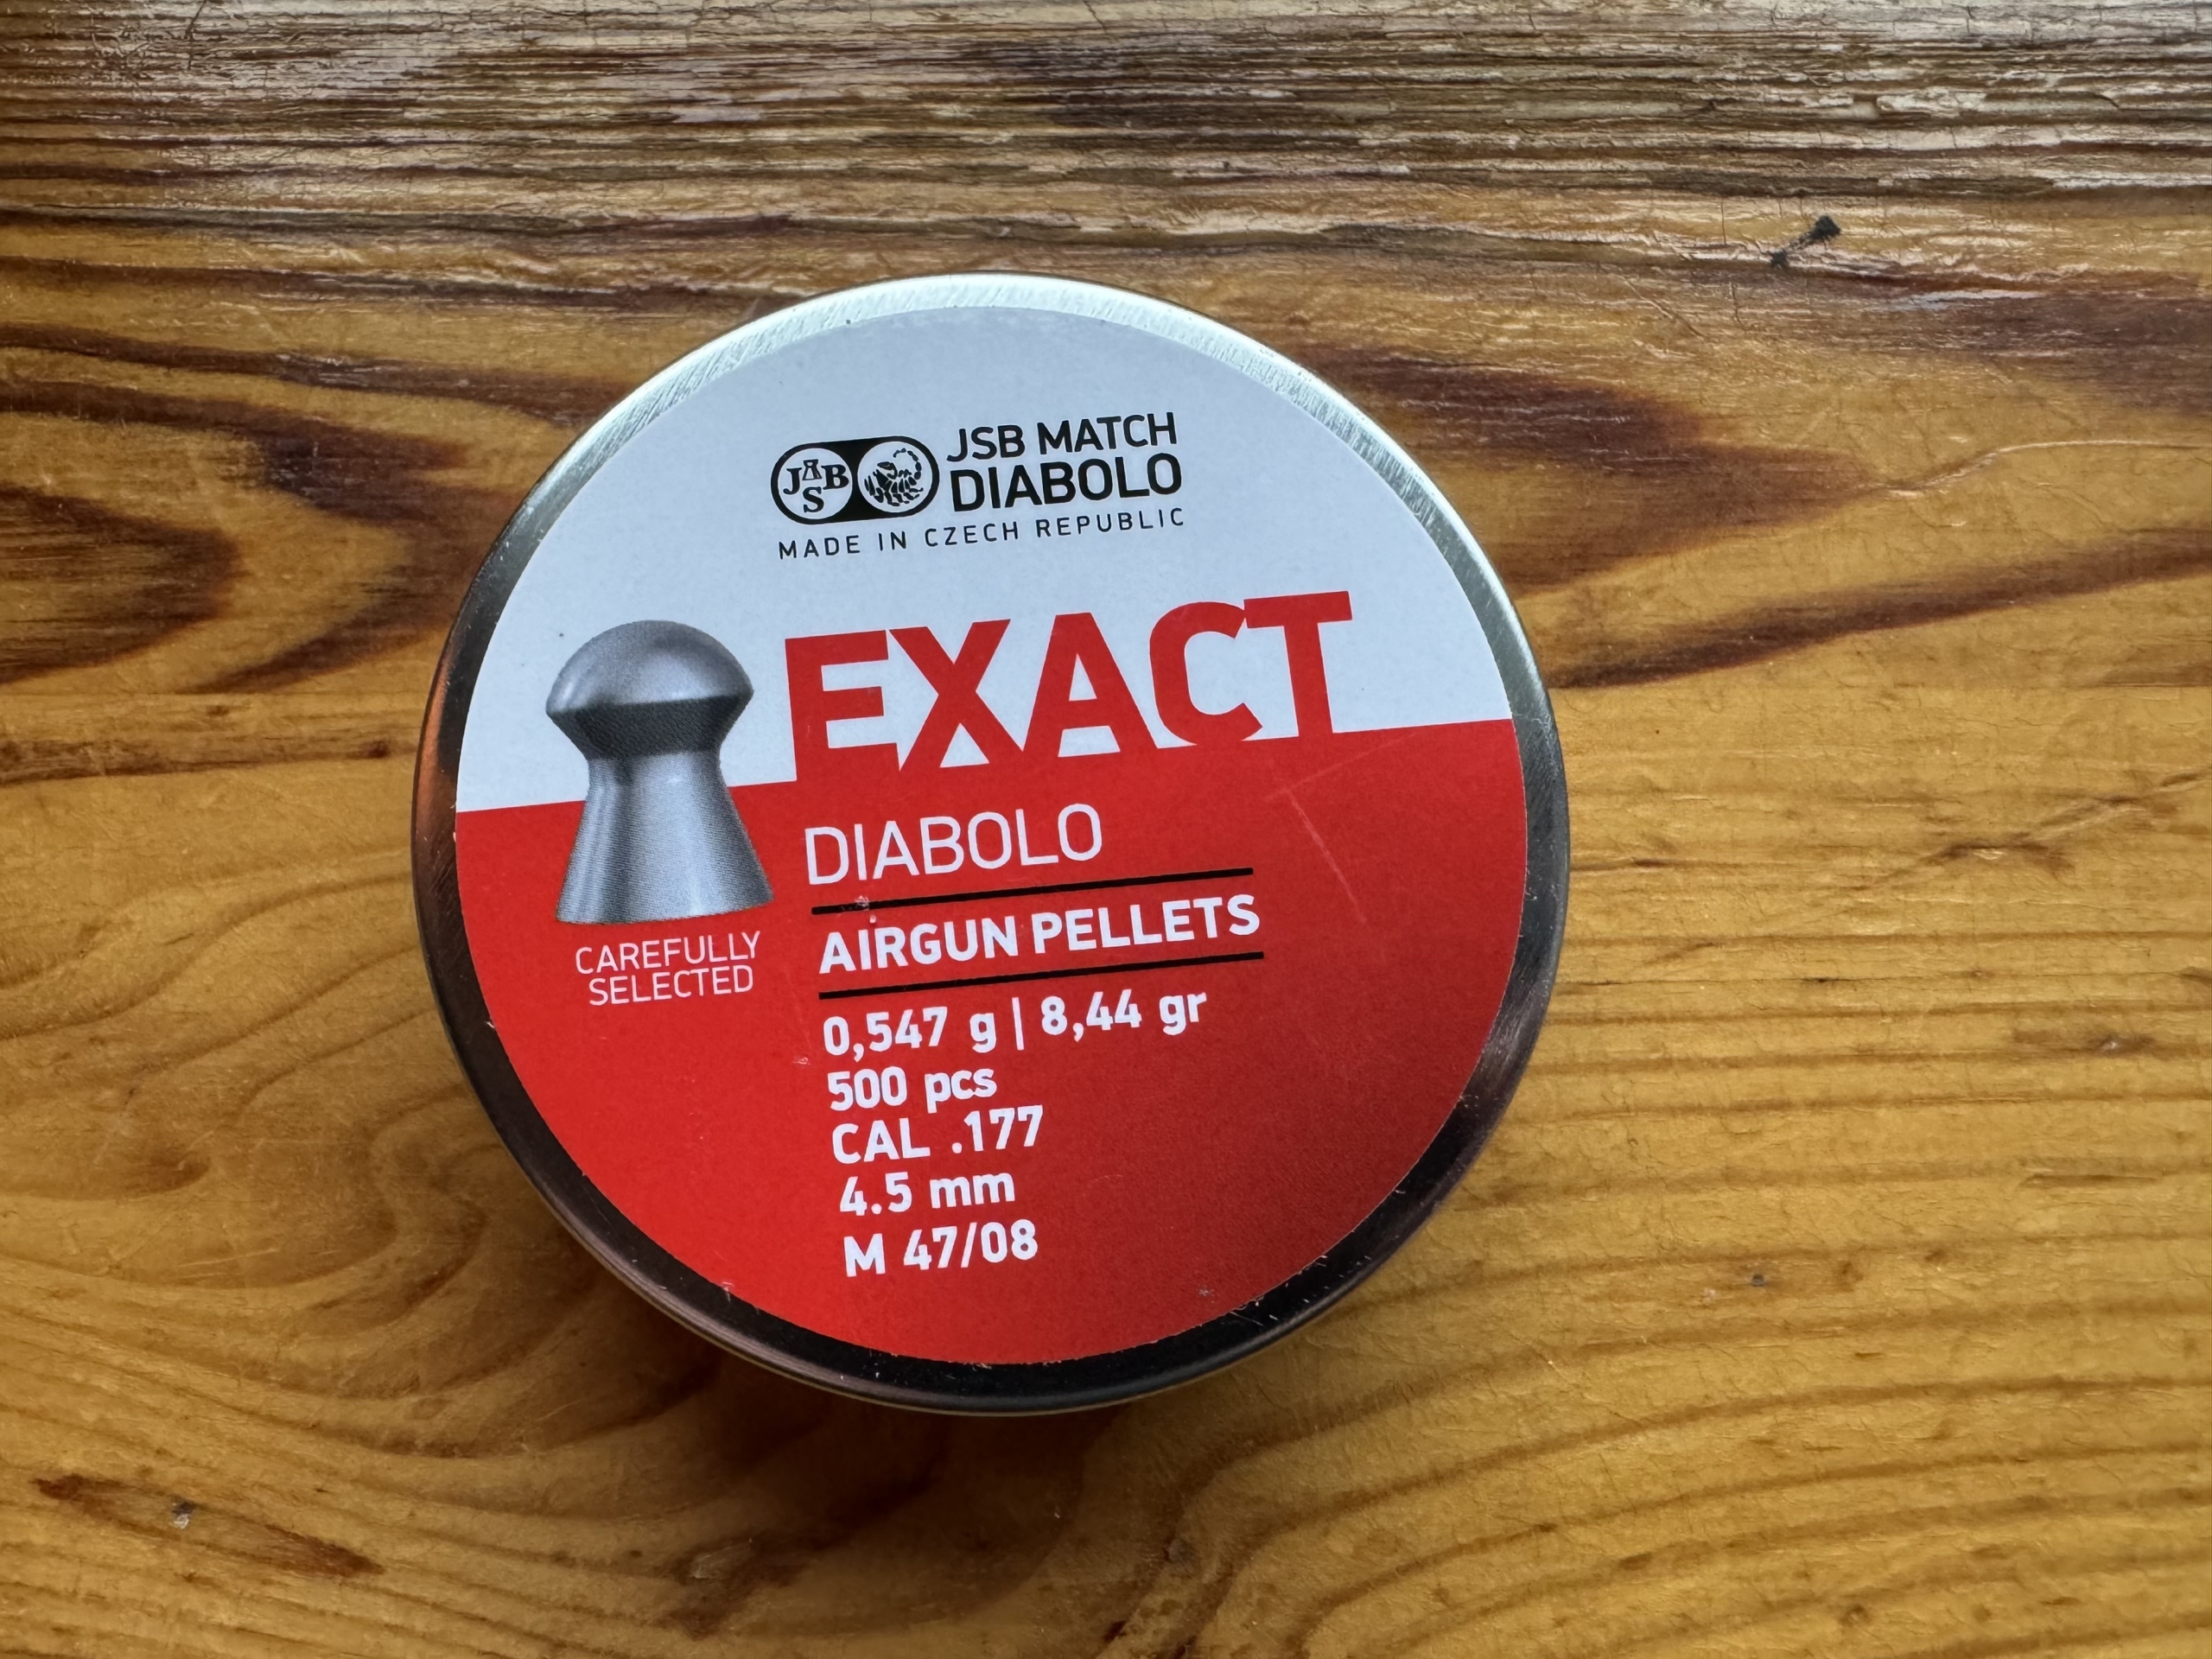 JSB
JSB MATCH
DIABOLO
MADE IN CZECH REPUBLIC
EXACT
DIABOLO
AIRGUN PELLETS
CAREFULLY
SELECTED
0,547 g | 8,44 gr
500 pcs
CAL .177
4.5 mm
M 47/08